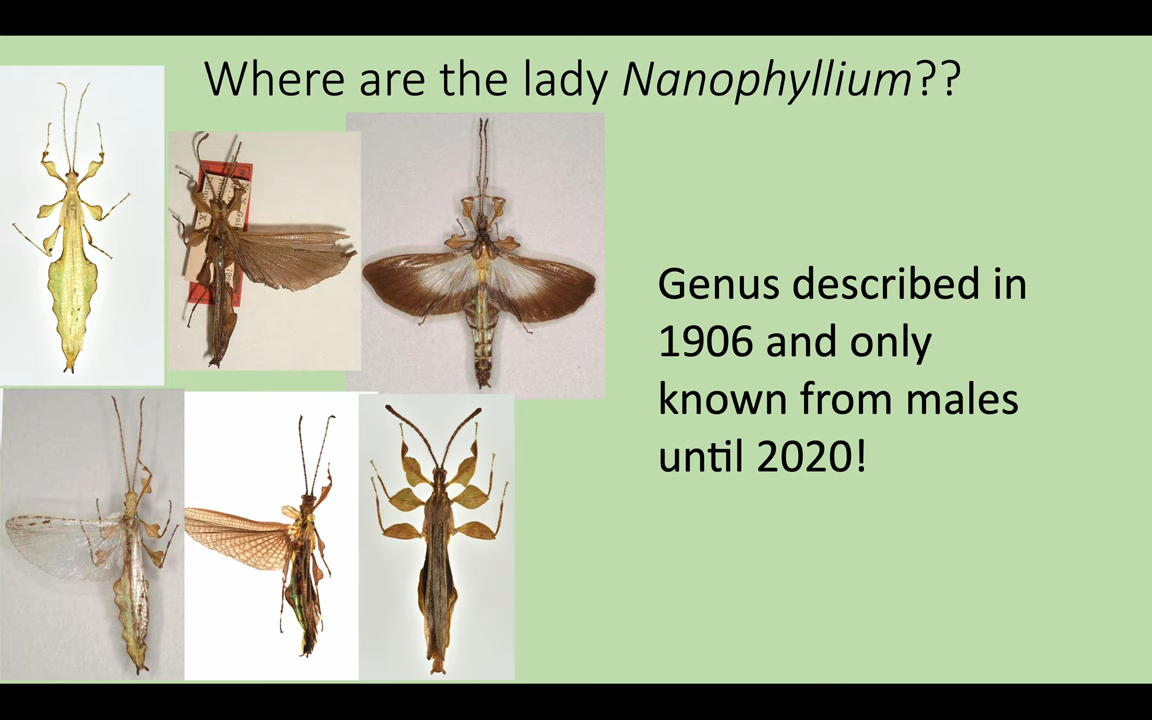 Where are the lady Nanophyllium??
Genus described in
1906 and only
known from males
until 2020!